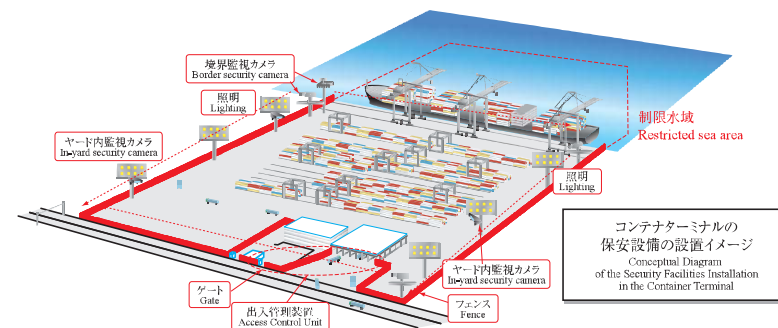 境界監視カメラ
Border security camera
照明
Lighting
ヤード内監視カメラ
In-yard security camera
制限水域
Restricted sea area
照明
Lighting
コンテナターミナルの
保安設備の設置イメージ
Conceptual Diagram
of the Security Facilities Installation
in the Container Terminal
ヤード内監視カメラ
In-yard security camera
ゲート
Gate
出入管理装置
Access Control Unit
フェンス
Fence